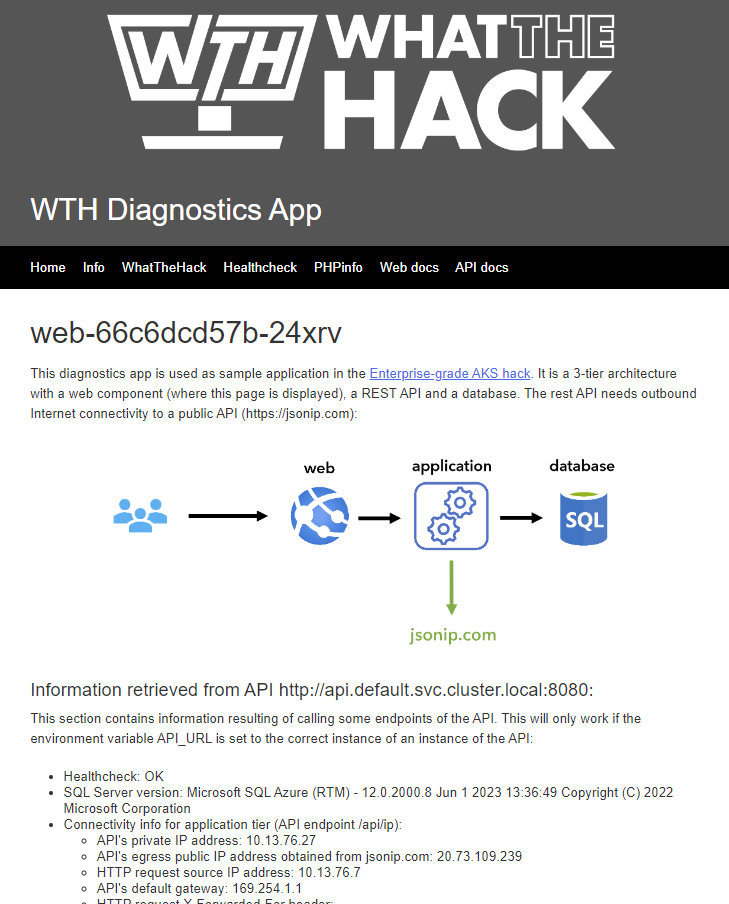 WTH WHAT THE
HACK
WTH Diagnostics App
Home Info WhatTheHack Healthcheck PHPinfo Web docs API docs
web-66c6dcd57b-24xrv
This diagnostics app is used as sample application in the Enterprise-grade AKS hack. It is a 3-tier architecture
with a web component (where this page is displayed), a REST API and a database. The rest API needs outbound
Internet connectivity to a public API (https://jsonip.com):
web application database
SQL
jsonip.com
Information retrieved from API http://api.default.svc.cluster.local:8080:
This section contains information resulting of calling some endpoints of the API. This will only work if the
environment variable API_URL is set to the correct instance of an instance of the API:
• Healthcheck: OK
• SQL Server version: Microsoft SQL Azure (RTM) - 12.0.2000.8 Jun 1 2023 13:36:49 Copyright (C) 2022
Microsoft Corporation
• Connectivity info for application tier (API endpoint /api/ip):
◦ API's private IP address: 10.13.76.27
◦ API's egress public IP address obtained from jsonip.com: 20.73.109.239
◦ HTTP request source IP address: 10.13.76.7
◦ API's default gateway: 169.254.1.1
◦ HTTP request X-Forwarded-For header: